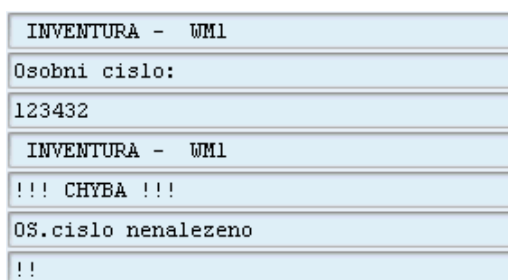 INVENTURA - WM1
Osobni cislo:
123432
INVENTURA - WM1
!!! CHYBA !!!
OS.cislo nenalezeno
!!